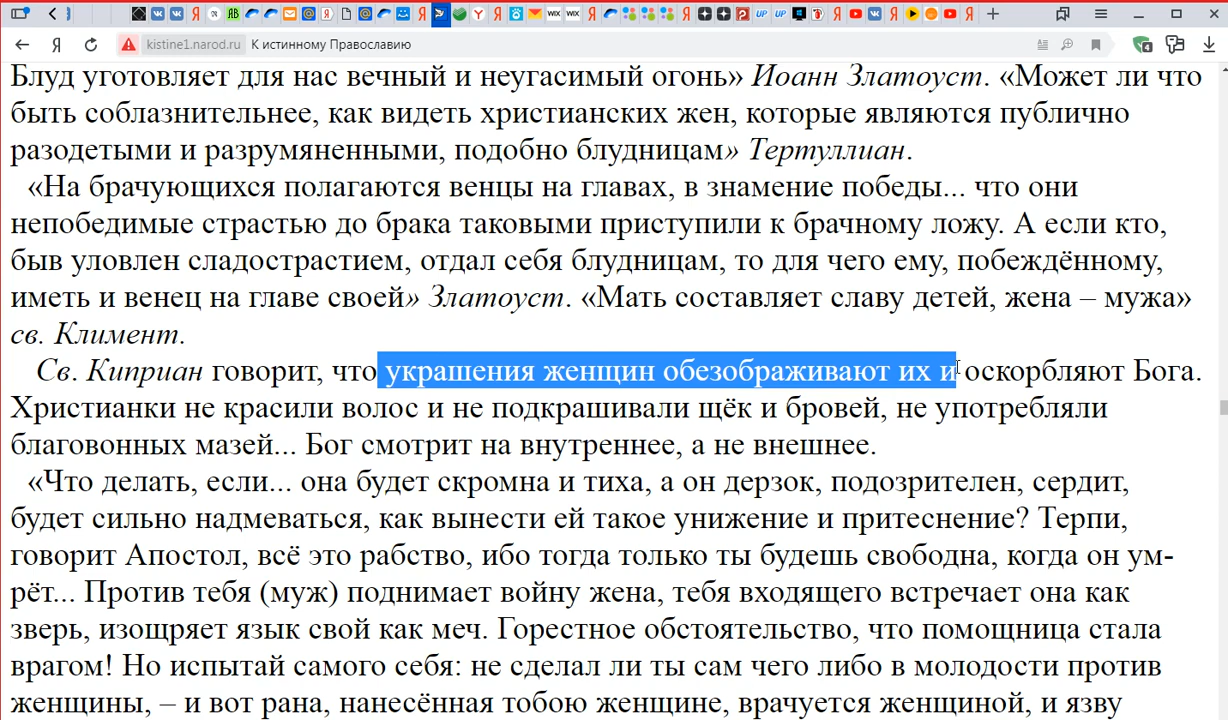 kistine1.narod.ru К истинному Православию
Блуд уготовляет для нас вечный и неугасимый огонь» Иоанн Златоуст. «Может ли что
быть соблазнительнее, как видеть христианских жен, которые являются публично
разодетыми и разрумяненными, подобно блудницам» Тертуллиан.
«На брачующихся полагаются венцы на главах, в знамение победы... что они
непобедимые страстью до брака таковыми приступили к брачному ложу. А если кто,
быв уловлен сладострастием, отдал себя блудницам, то для чего ему, побеждённому,
иметь и венец на главе своей» Златоуст. «Мать составляет славу детей, жена – мужа»
св. Климент.
Св. Киприан говорит, что украшения женщин обезображивают их и оскорбляют Бога.
Христианки не красили волос и не подкрашивали щёк и бровей, не употребляли
благовонных мазей... Бог смотрит на внутреннее, а не внешнее.
«Что делать, если... она будет скромна и тиха, а он дерзок, подозрителен, сердит,
будет сильно надмеваться, как вынести ей такое унижение и притеснение? Терпи,
говорит Апостол, всё это рабство, ибо тогда только ты будешь свободна, когда он ум-
рёт... Против тебя (муж) поднимает войну жена, тебя входящего встречает она как
зверь, изощряет язык свой как меч. Горестное обстоятельство, что помощница стала
врагом! Но испытай самого себя: не сделал ли ты сам чего либо в молодости против
женщины, – и вот рана, нанесённая тобою женщине, врачуется женщиной, и язву